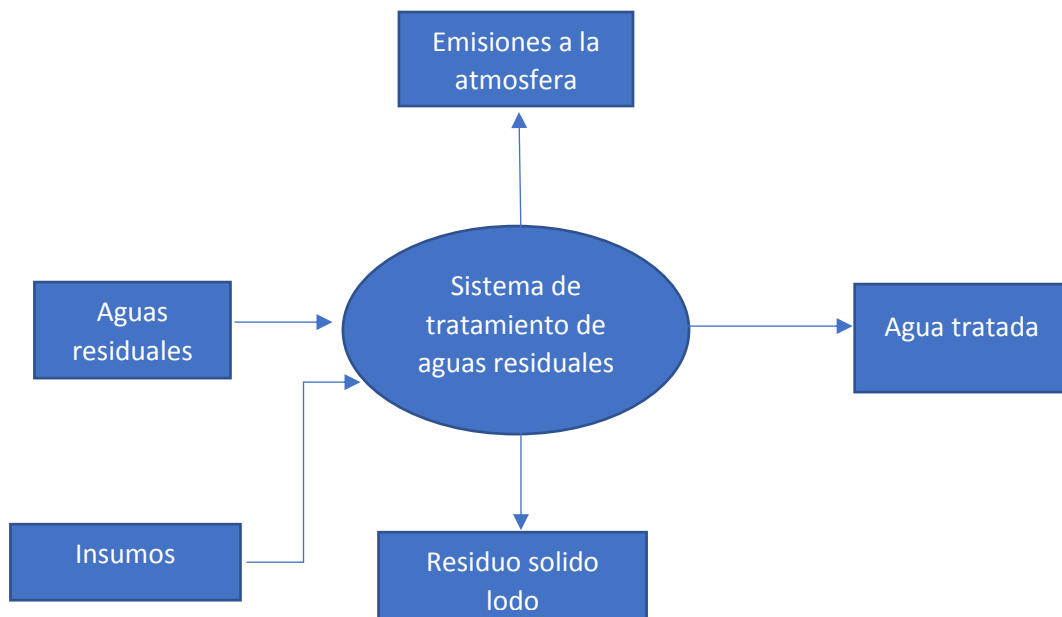 Emisiones a la
atmosfera
Sistema de
tratamiento de
aguas residuales
Aguas
residuales
Agua tratada
Insumos
Residuo solido
lodo